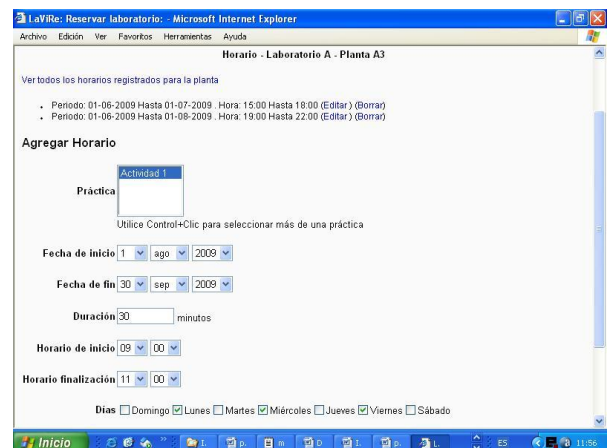 LaViRe: Reservar laboratorio: - Microsoft Internet Explorer
Archivo Edición Ver Favoritos Herramientas Ayuda
Horario - Laboratorio A - Planta A3
Ver todos los horarios registrados para la planta
Periodo: 01-06-2009 Hasta 01-07-2009 . Hora: 15:00 Hasta 18:00 (Editar ) (Borrar)
Periodo: 01-06-2009 Hasta 01-08-2009 . Hora: 19:00 Hasta 22:00 (Editar ) (Borrar)
Agregar Horario
Práctica Actividad 1
Utilice Control+Clic para seleccionar más de una práctica
Fecha de inicio 1 ago 2009
Fecha de fin 30 sep 2009
Duración 30 minutos
Horario de inicio 09 00
Horario finalización 11 00
Días Domingo Lunes Martes Miércoles Jueves Viernes Sábado
Inicio I. p. m D I. p. L. ES 11:56